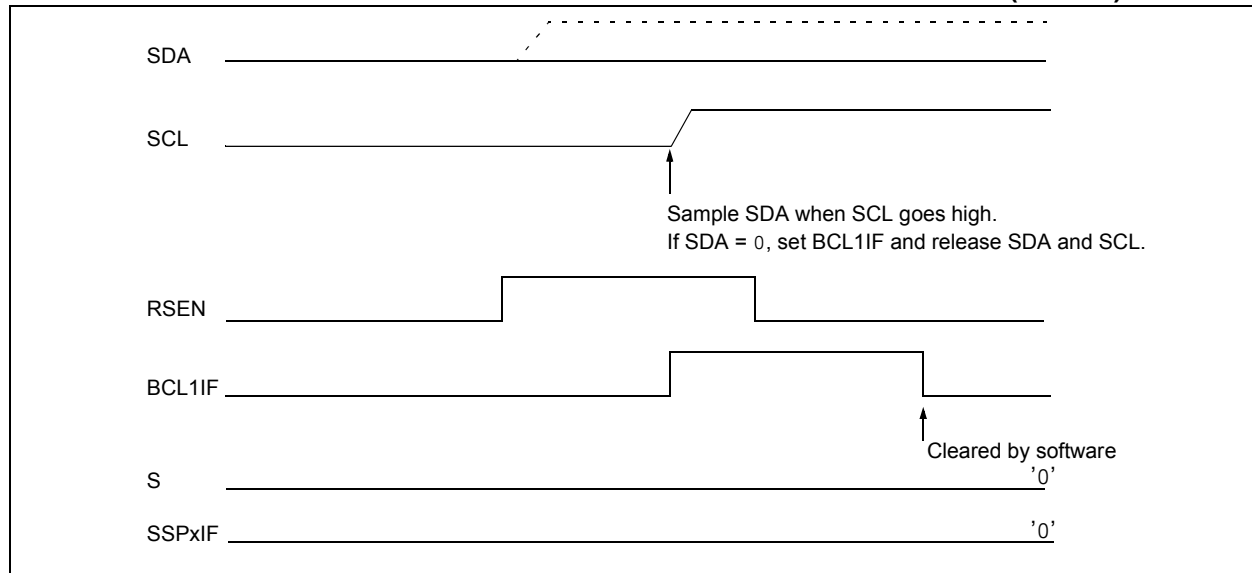 SDA
SCL
Sample SDA when SCL goes high.
If SDA = 0, set BCL1IF and release SDA and SCL.
RSEN
BCL1IF
Cleared by software
S
'0'
SSPxIF
'0'